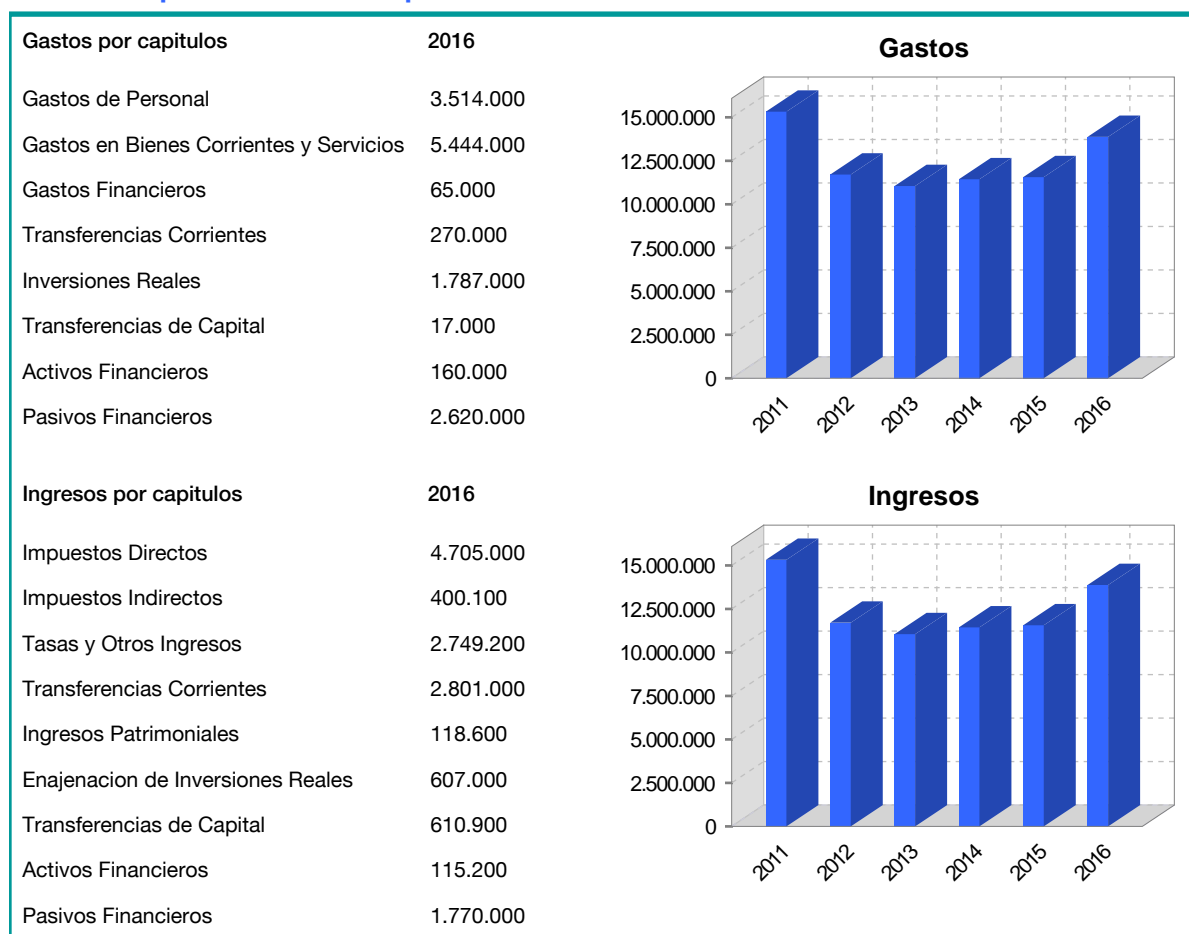 Gastos por capitulos 2016
Gastos de Personal 3.514.000
Gastos en Bienes Corrientes y Servicios 5.444.000
Gastos Financieros 65.000
Transferencias Corrientes 270.000
Inversiones Reales 1.787.000
Transferencias de Capital 17.000
Activos Financieros 160.000
Pasivos Financieros 2.620.000
Gastos
15.000.000
12.500.000
10.000.000
7.500.000
5.000.000
2.500.000
0
2011 2012 2013 2014 2015 2016
Ingresos por capitulos 2016
Impuestos Directos 4.705.000
Impuestos Indirectos 400.100
Tasas y Otros Ingresos 2.749.200
Transferencias Corrientes 2.801.000
Ingresos Patrimoniales 118.600
Enajenacion de Inversiones Reales 607.000
Transferencias de Capital 610.900
Activos Financieros 115.200
Pasivos Financieros 1.770.000
Ingresos
15.000.000
12.500.000
10.000.000
7.500.000
5.000.000
2.500.000
0
2011 2012 2013 2014 2015 2016